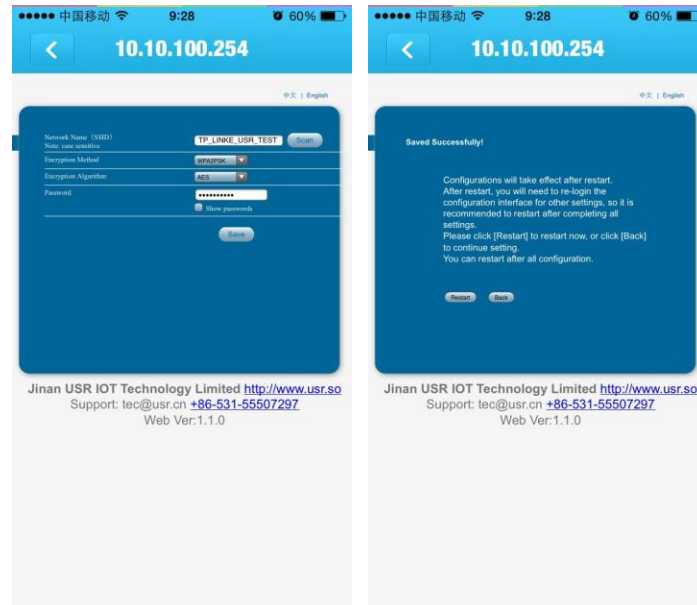 中国移动 9:28 60%
10.10.100.254
中文 | English
Network Name（SSID）
Note: case sensitive
TP_LINKE_USR_TEST Scan
Encryption Method WPA2PSK
Encryption Algorithm AES
Password ••••••••••
Show passwords
Save
Jinan USR IOT Technology Limited http://www.usr.so
Support: tec@usr.cn +86-531-55507297
Web Ver:1.1.0
中国移动 9:28 60%
10.10.100.254
中文 | English
Saved Successfully!
Configurations will take effect after restart.
After restart, you will need to re-login the
configuration interface for other settings, so it is
recommended to restart after completing all
settings.
Please click [Restart] to restart now, or click [Back]
to continue setting.
You can restart after all configuration.
Restart Back
Jinan USR IOT Technology Limited http://www.usr.so
Support: tec@usr.cn +86-531-55507297
Web Ver:1.1.0